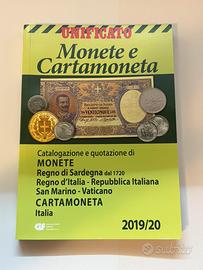 UNIFICATO
Monete e
Cartamoneta
Catalogazione e quotazione di
MONETE
Regno di Sardegna dal 1720
Regno d'Italia - Repubblica Italiana
San Marino - Vaticano
CARTAMONETA
Italia
2019/20
subito